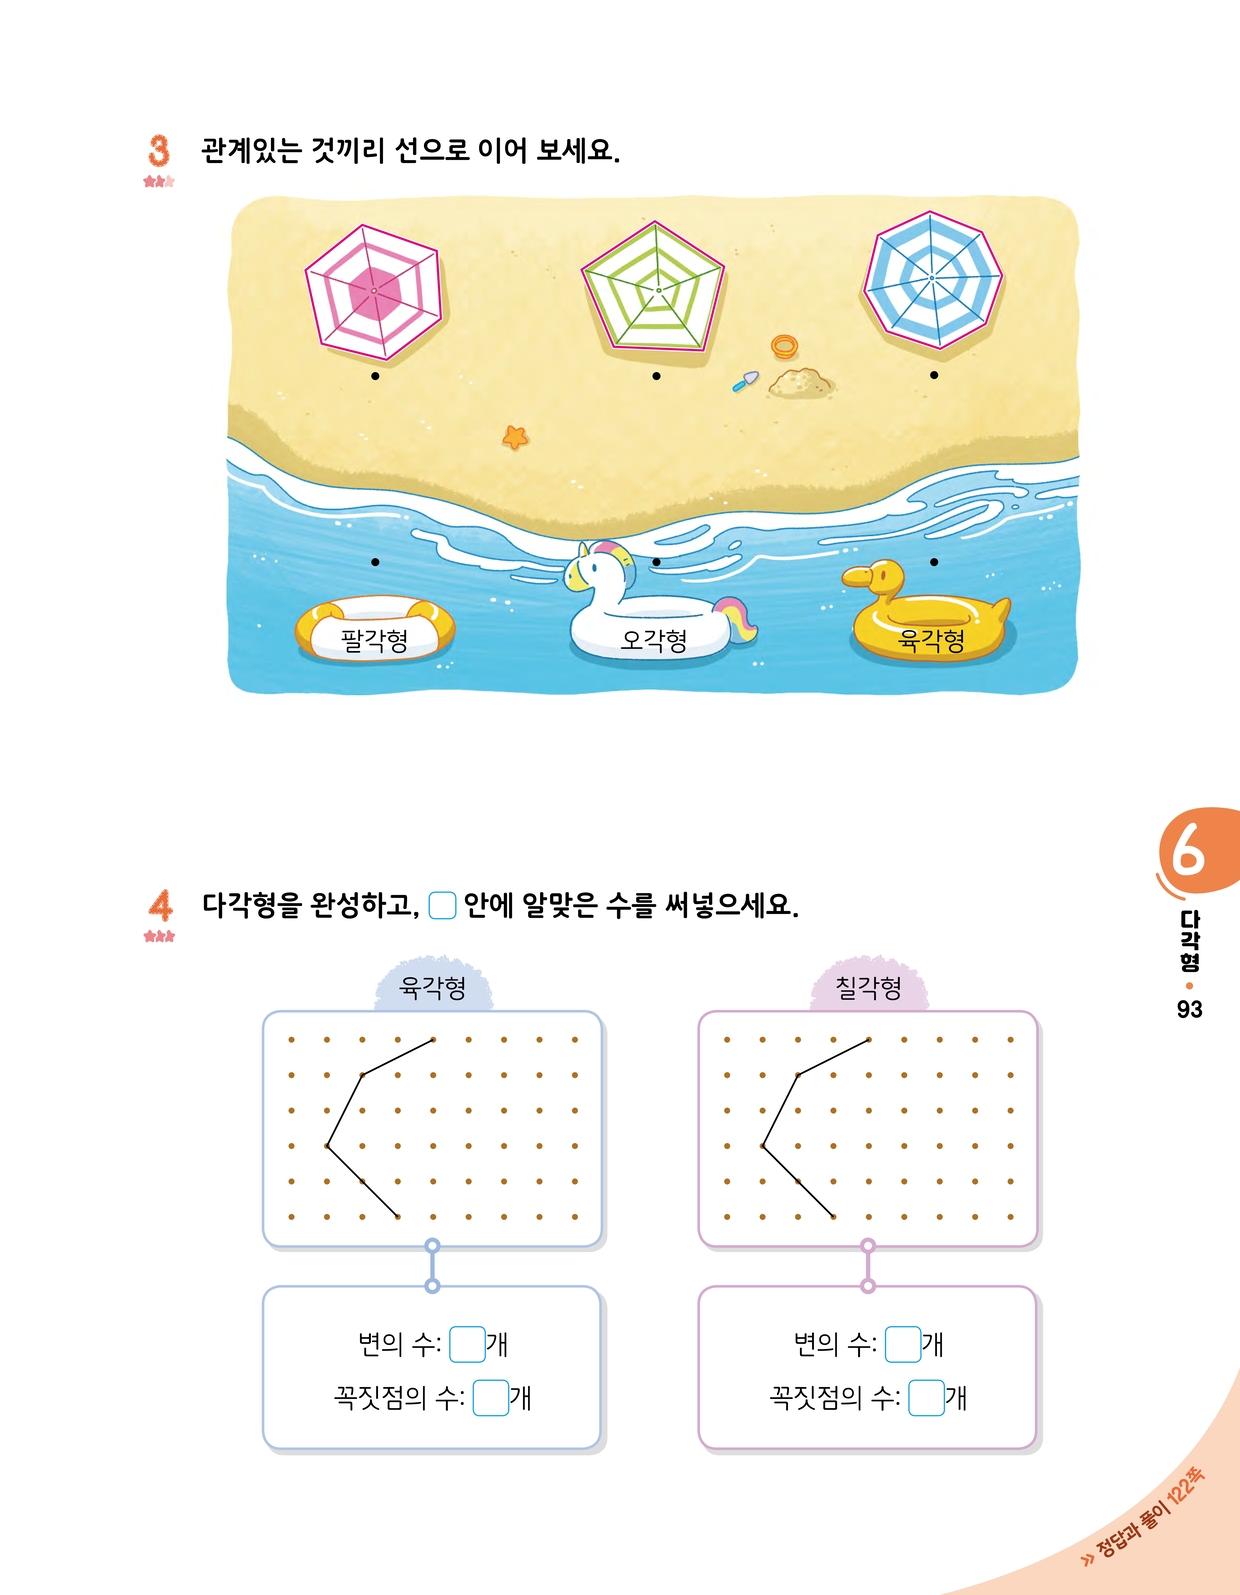 3 관계있는 것끼리 선으로 이어 보세요.
팔각형 오각형 육각형
4 다각형을 완성하고, □ 안에 알맞은 수를 써넣으세요.
육각형 칠각형
변의 수: □개 변의 수: □개
꼭짓점의 수: □개 꼭짓점의 수: □개
6
다각형
93
» 정답과 풀이 122쪽